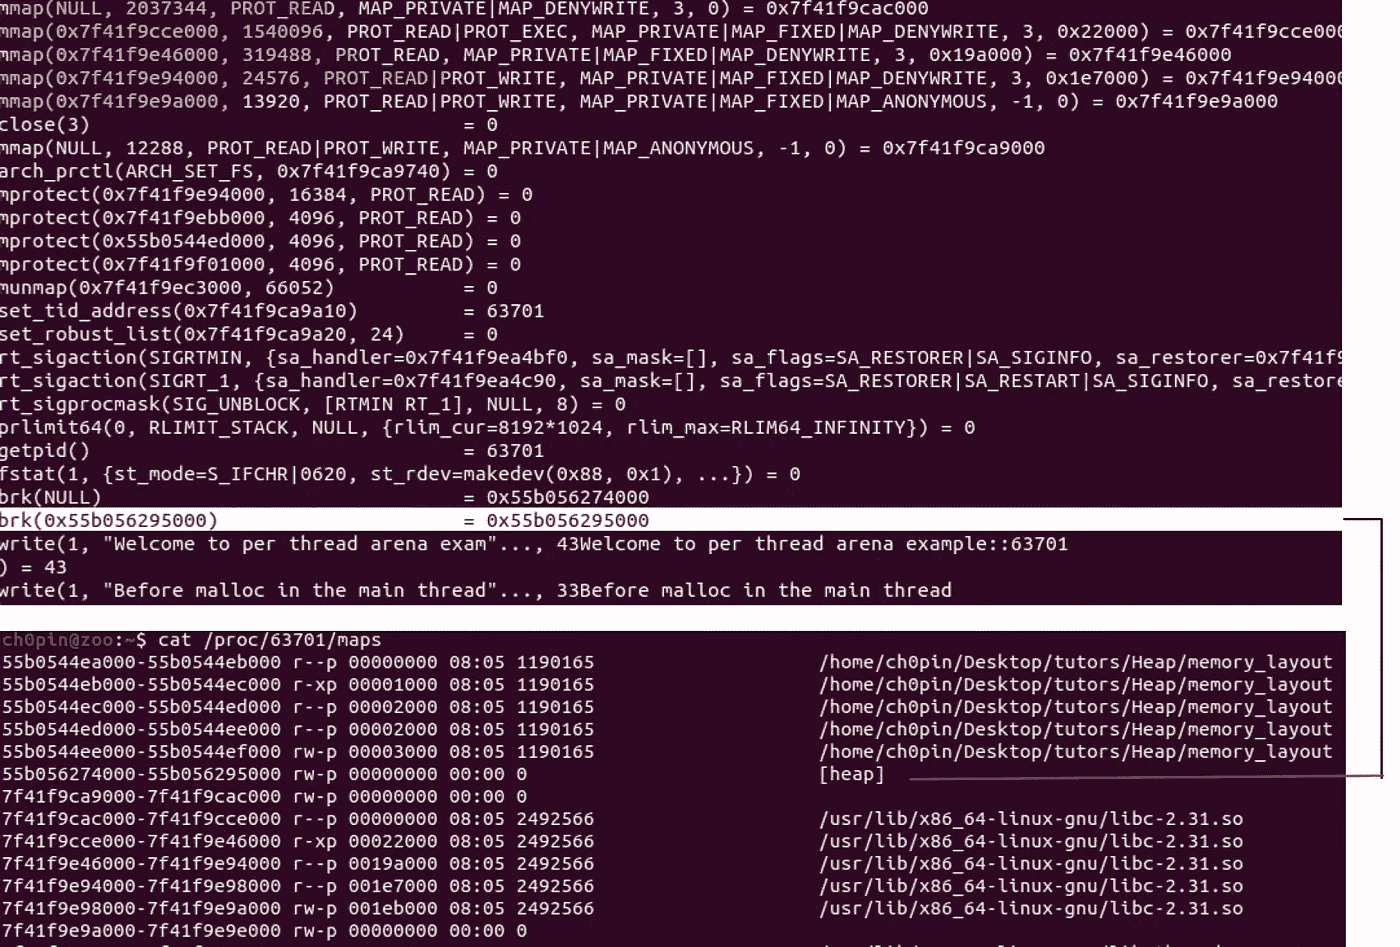 mmap(NULL, 2037344, PROT_READ, MAP_PRIVATE|MAP_DENYWRITE, 3, 0) = 0x7f41f9cac000
mmap(0x7f41f9cce000, 1540096, PROT_READ|PROT_EXEC, MAP_PRIVATE|MAP_FIXED|MAP_DENYWRITE, 3, 0x22000) = 0x7f41f9cce000
mmap(0x7f41f9e46000, 319488, PROT_READ, MAP_PRIVATE|MAP_FIXED|MAP_DENYWRITE, 3, 0x19a000) = 0x7f41f9e46000
mmap(0x7f41f9e94000, 24576, PROT_READ|PROT_WRITE, MAP_PRIVATE|MAP_FIXED|MAP_DENYWRITE, 3, 0x1e7000) = 0x7f41f9e94000
mmap(0x7f41f9e9a000, 13920, PROT_READ|PROT_WRITE, MAP_PRIVATE|MAP_FIXED|MAP_ANONYMOUS, -1, 0) = 0x7f41f9e9a000
close(3) = 0
mmap(NULL, 12288, PROT_READ|PROT_WRITE, MAP_PRIVATE|MAP_ANONYMOUS, -1, 0) = 0x7f41f9ca9000
arch_prctl(ARCH_SET_FS, 0x7f41f9ca9740) = 0
mprotect(0x7f41f9e94000, 16384, PROT_READ) = 0
mprotect(0x7f41f9ebb000, 4096, PROT_READ) = 0
mprotect(0x55b0544ed000, 4096, PROT_READ) = 0
mprotect(0x7f41f9f01000, 4096, PROT_READ) = 0
munmap(0x7f41f9ec3000, 66052) = 0
set_tid_address(0x7f41f9ca9a10) = 63701
set_robust_list(0x7f41f9ca9a20, 24) = 0
rt_sigaction(SIGRTMIN, {sa_handler=0x7f41f9ea4bf0, sa_mask=[], sa_flags=SA_RESTORER|SA_SIGINFO, sa_restorer=0x7f41f9
rt_sigaction(SIGRT_1, {sa_handler=0x7f41f9ea4c90, sa_mask=[], sa_flags=SA_RESTORER|SA_RESTART|SA_SIGINFO, sa_restore
rt_sigprocmask(SIG_UNBLOCK, [RTMIN RT_1], NULL, 8) = 0
prlimit64(0, RLIMIT_STACK, NULL, {rlim_cur=8192*1024, rlim_max=RLIM64_INFINITY}) = 0
getpid() = 63701
fstat(1, {st_mode=S_IFCHR|0620, st_rdev=makedev(0x88, 0x1), ...}) = 0
brk(NULL) = 0x55b056274000
brk(0x55b056295000) = 0x55b056295000
write(1, "Welcome to per thread arena exam"..., 43Welcome to per thread arena example::63701
) = 43
write(1, "Before malloc in the main thread"..., 33Before malloc in the main thread
ch0pin@zoo:~$ cat /proc/63701/maps
55b0544ea000-55b0544eb000 r--p 00000000 08:05 1190165 /home/ch0pin/Desktop/tutors/Heap/memory_layout
55b0544eb000-55b0544ec000 r-xp 00001000 08:05 1190165 /home/ch0pin/Desktop/tutors/Heap/memory_layout
55b0544ec000-55b0544ed000 r--p 00002000 08:05 1190165 /home/ch0pin/Desktop/tutors/Heap/memory_layout
55b0544ed000-55b0544ee000 r--p 00002000 08:05 1190165 /home/ch0pin/Desktop/tutors/Heap/memory_layout
55b0544ee000-55b0544ef000 rw-p 00003000 08:05 1190165 /home/ch0pin/Desktop/tutors/Heap/memory_layout
55b056274000-55b056295000 rw-p 00000000 00:00 0 [heap]
7f41f9ca9000-7f41f9cac000 rw-p 00000000 00:00 0
7f41f9cac000-7f41f9cce000 r--p 00000000 08:05 2492566 /usr/lib/x86_64-linux-gnu/libc-2.31.so
7f41f9cce000-7f41f9e46000 r-xp 00022000 08:05 2492566 /usr/lib/x86_64-linux-gnu/libc-2.31.so
7f41f9e46000-7f41f9e94000 r--p 0019a000 08:05 2492566 /usr/lib/x86_64-linux-gnu/libc-2.31.so
7f41f9e94000-7f41f9e98000 r--p 001e7000 08:05 2492566 /usr/lib/x86_64-linux-gnu/libc-2.31.so
7f41f9e98000-7f41f9e9a000 rw-p 001eb000 08:05 2492566 /usr/lib/x86_64-linux-gnu/libc-2.31.so
7f41f9e9a000-7f41f9e9e000 rw-p 00000000 00:00 0